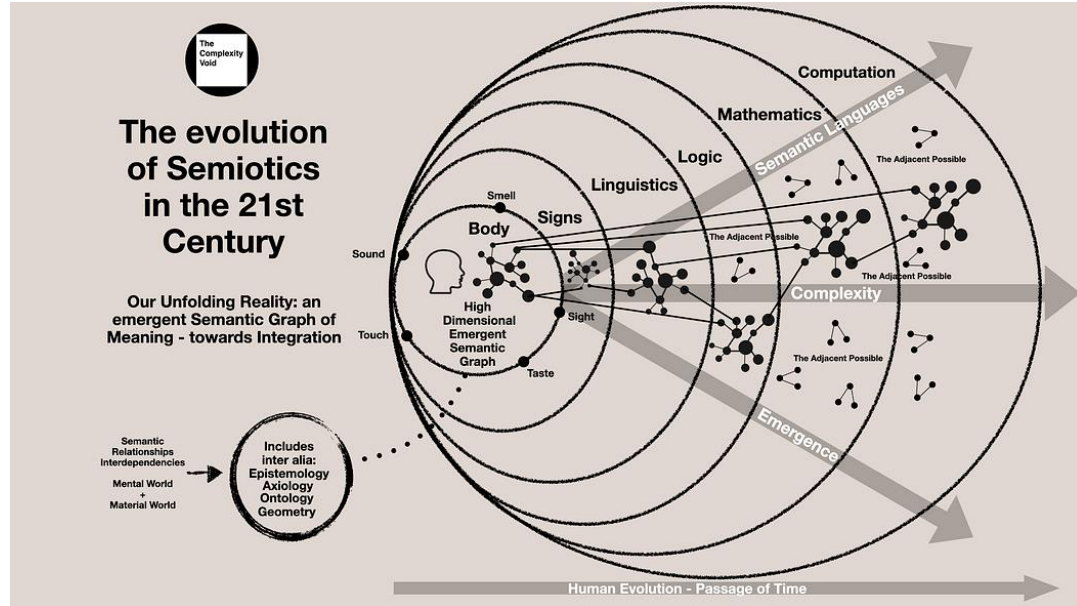 The
Complexity
Void
The evolution
of Semiotics
in the 21st
Century
Our Unfolding Reality: an
emergent Semantic Graph of
Meaning - towards Integration
Semantic
Relationships
Interdependencies
Mental World
+
Material World
Includes
inter alia:
Epistemology
Axiology
Ontology
Geometry
Smell
Sound
Touch
Sight
Taste
Body
High
Dimensional
Emergent
Semantic
Graph
Signs
Linguistics
Logic
Mathematics
Computation
Semantic Languages
The Adjacent Possible
The Adjacent Possible
The Adjacent Possible
Complexity
The Adjacent Possible
Emergence
Human Evolution - Passage of Time